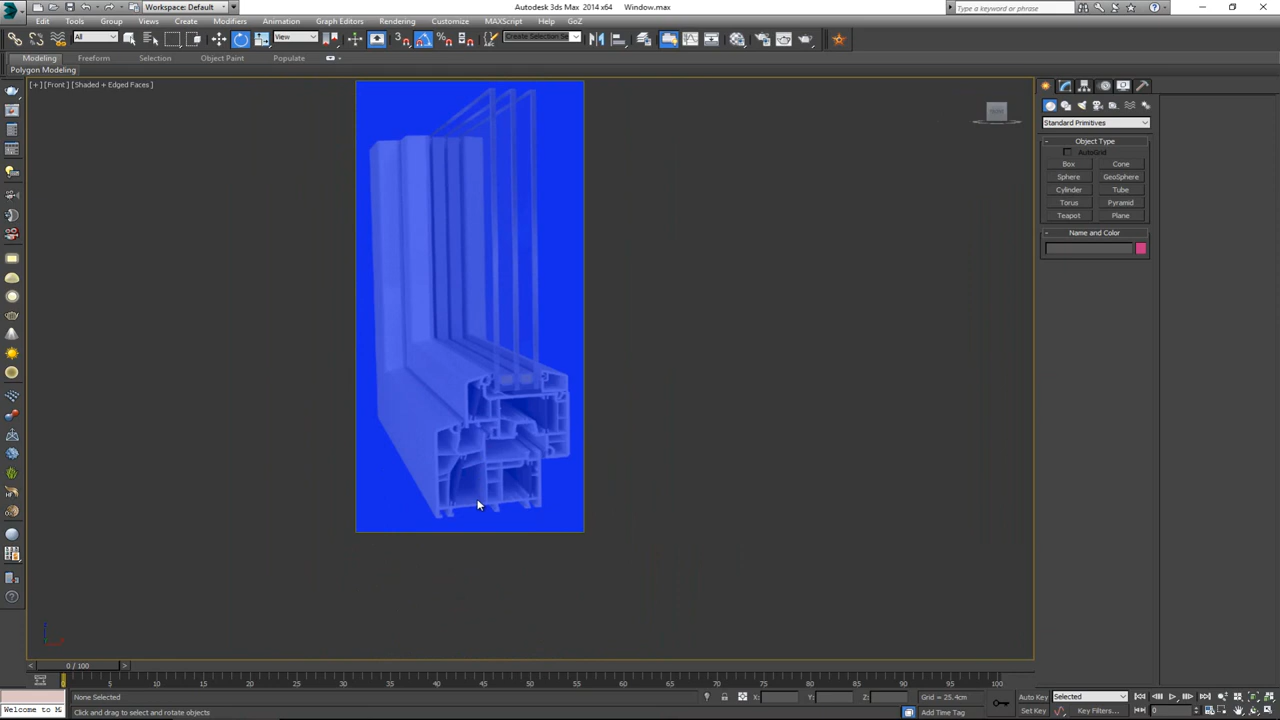 Workspace: Default
Autodesk 3ds Max 2014 x64 Window.max
Type a keyword or phrase
Edit Tools Group Views Create Modifiers Animation Graph Editors Rendering Customize MAXScript Help GoZ
All View Create Selection Se
Modeling Freeform Selection Object Paint Populate
Polygon Modeling
[+] [Front] [Shaded + Edged Faces]
Standard Primitives
- Object Type
AutoGrid
Box Cone
Sphere GeoSphere
Cylinder Tube
Torus Pyramid
Teapot Plane
- Name and Color
< 0 / 100 >
0 5 10 15 20 25 30 35 40 45 50 55 60 65 70 75 80 85 90 95 100
None Selected X: Y: Z: Grid = 25.4cm Auto Key Selected
Welcome to M Click and drag to select and rotate objects Add Time Tag Set Key Key Filters... 0